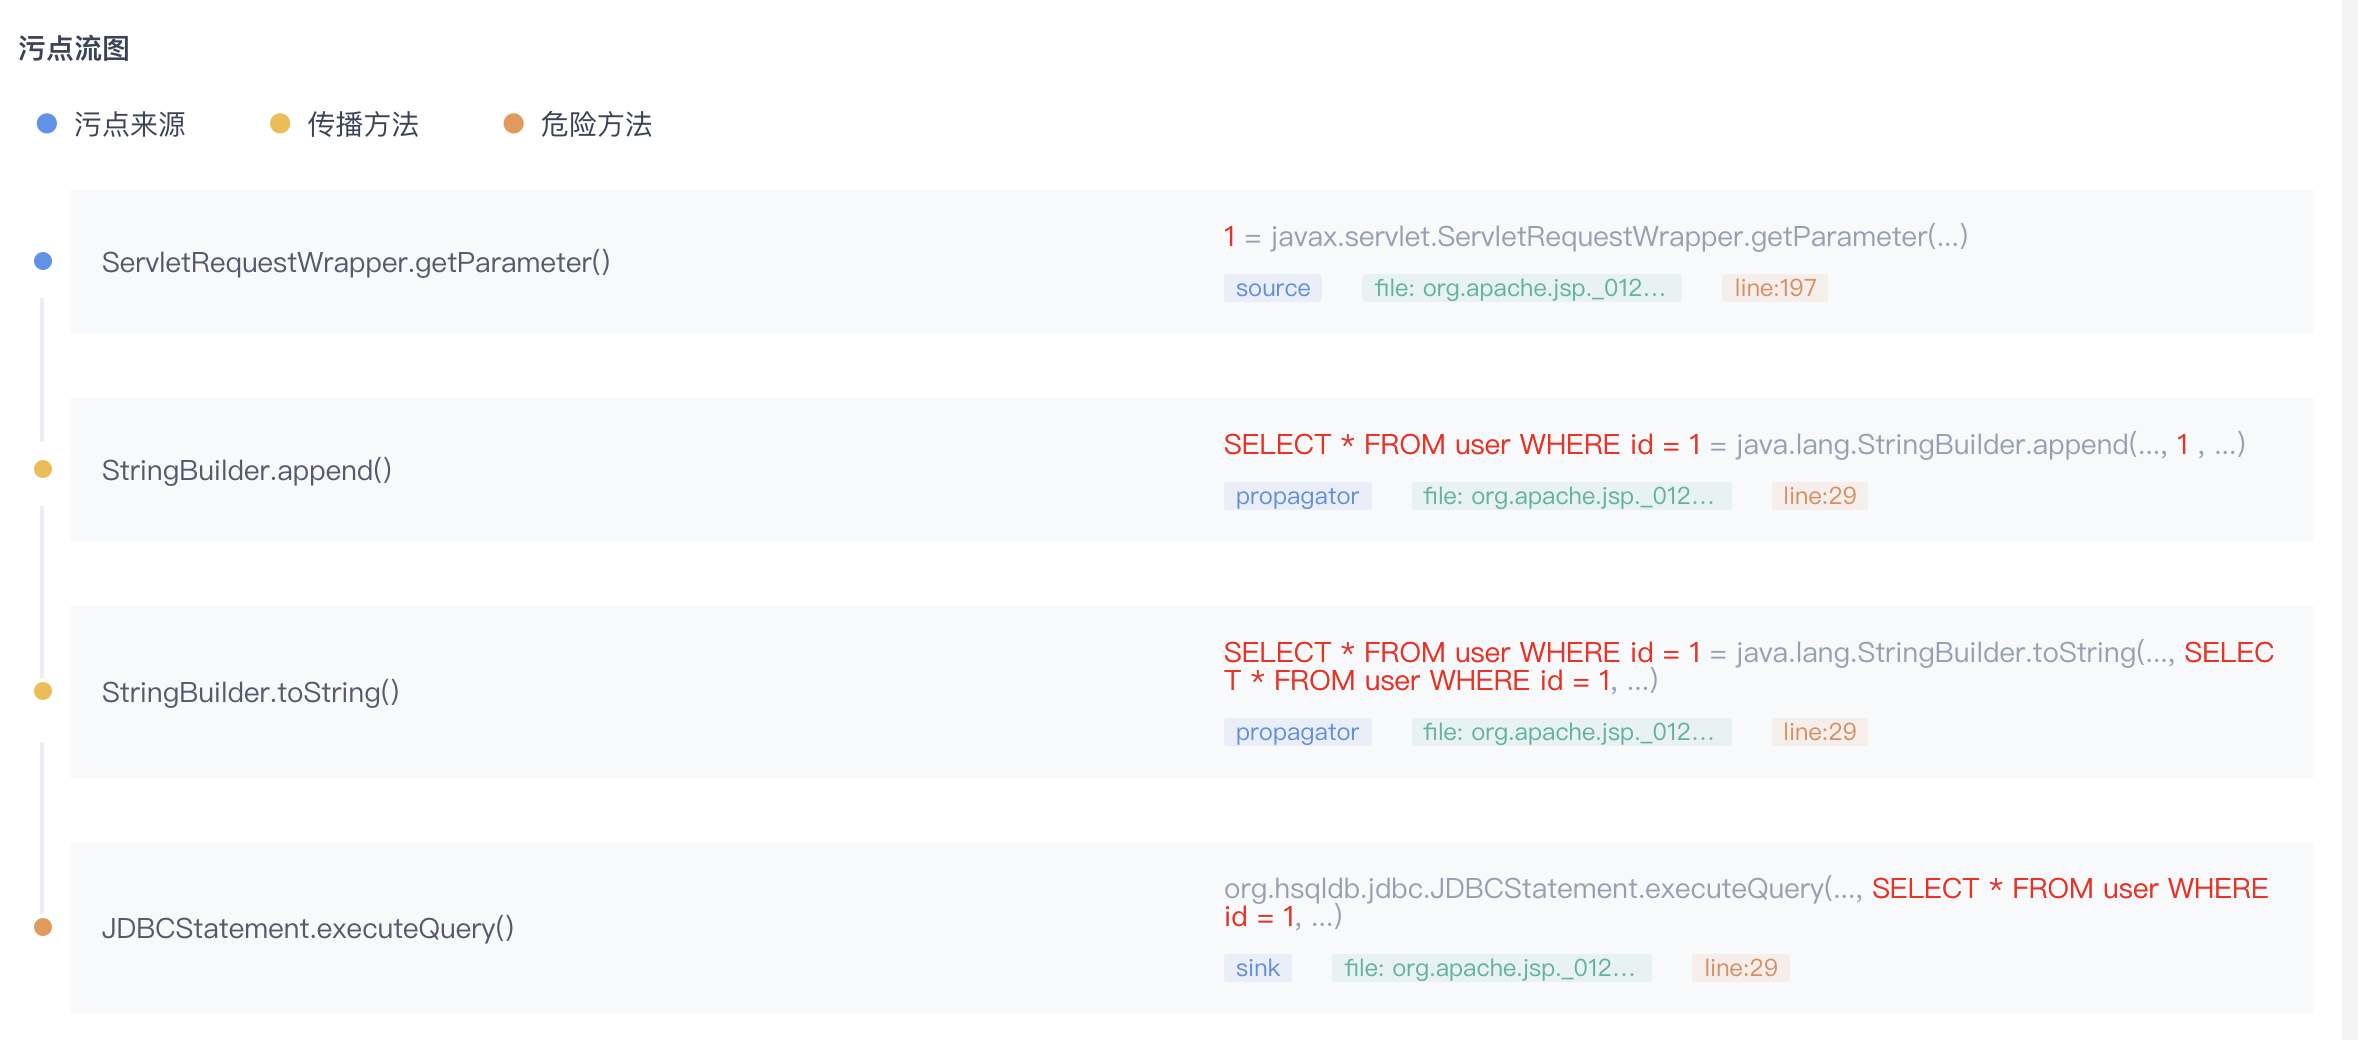 污点流图
污点来源 传播方法 危险方法
ServletRequestWrapper.getParameter()
1 = javax.servlet.ServletRequestWrapper.getParameter(...)
source file: org.apache.jsp._012... line:197
StringBuilder.append()
SELECT * FROM user WHERE id = 1 = java.lang.StringBuilder.append(..., 1 , ...)
propagator file: org.apache.jsp._012... line:29
StringBuilder.toString()
SELECT * FROM user WHERE id = 1 = java.lang.StringBuilder.toString(..., SELEC
T * FROM user WHERE id = 1, ...)
propagator file: org.apache.jsp._012... line:29
JDBCStatement.executeQuery()
org.hsqldb.jdbc.JDBCStatement.executeQuery(..., SELECT * FROM user WHERE
id = 1, ...)
sink file: org.apache.jsp._012... line:29